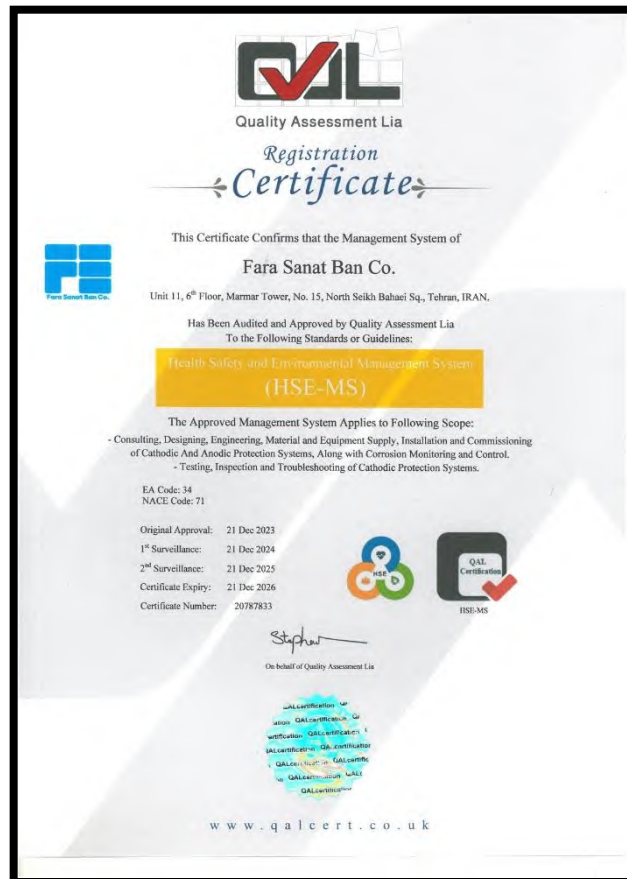 QAL
Quality Assessment Lia
Registration
Certificate
This Certificate Confirms that the Management System of
Fara Sanat Ban Co.
Fara Sanat Ban Co.
Unit 11, 6th Floor, Marmar Tower, No. 15, North Seikh Bahaei Sq., Tehran, IRAN.
Has Been Audited and Approved by Quality Assessment Lia
To the Following Standards or Guidelines:
Health Safety and Environmental Management System
(HSE-MS)
The Approved Management System Applies to Following Scope:
- Consulting, Designing, Engineering, Material and Equipment Supply, Installation and Commissioning
of Cathodic And Anodic Protection Systems, Along with Corrosion Monitoring and Control.
- Testing, Inspection and Troubleshooting of Cathodic Protection Systems.
EA Code: 34
NACE Code: 71
Original Approval: 21 Dec 2023
1st Surveillance: 21 Dec 2024
2nd Surveillance: 21 Dec 2025
Certificate Expiry: 21 Dec 2026
Certificate Number: 20787833
HSE
QAL
Certification
HSE-MS
Stephen
On behalf of Quality Assessment Lia
QALcertification
QALcertification
QALcertification
www.qalcert.co.uk